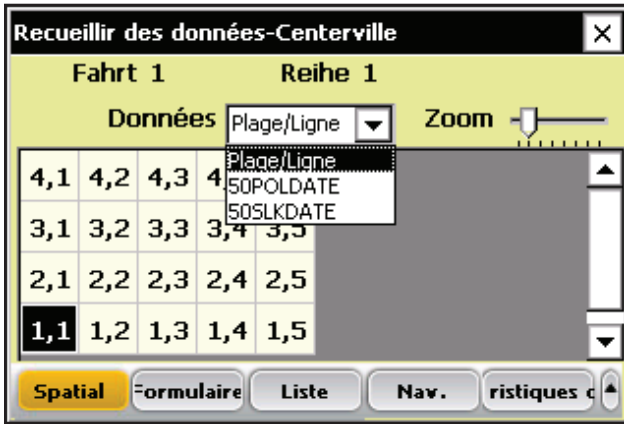 Recueillir des données-Centerville
Fahrt 1 Reihe 1
Données Plage/Ligne Zoom
Plage/Ligne
50POLDATE
50SLKDATE
4,1 4,2 4,3 4,
3,1 3,2 3,3 3,4 3,5
2,1 2,2 2,3 2,4 2,5
1,1 1,2 1,3 1,4 1,5
Spatial Formulaire Liste Nav. ristiques c